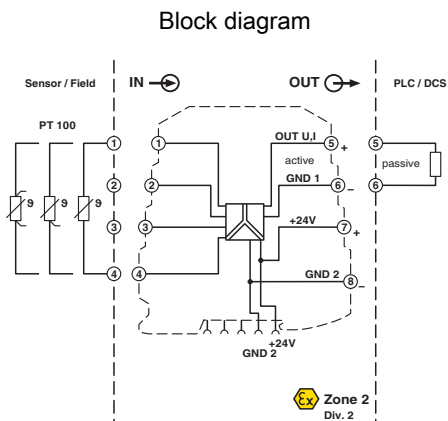 Block diagram
Sensor / Field
IN
OUT
PLC / DCS
PT 100
OUT U,I
1
1
5
+
5
active
passive
ϑ
ϑ
ϑ
2
2
GND 1
6
–
6
3
3
+24V
7
+
4
4
GND 2
8
–
+24V
GND 2
Ex
Zone 2
Div. 2